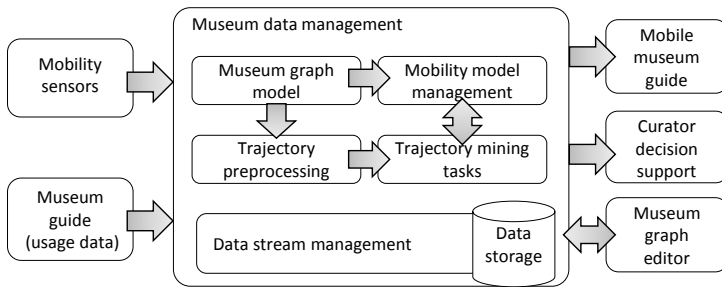 Museum data management
Mobility
sensors
Museum graph
model
Mobility model
management
Mobile
museum
guide
Trajectory
preprocessing
Trajectory mining
tasks
Curator
decision
support
Museum
guide
(usage data)
Data stream management
Data
storage
Museum
graph
editor